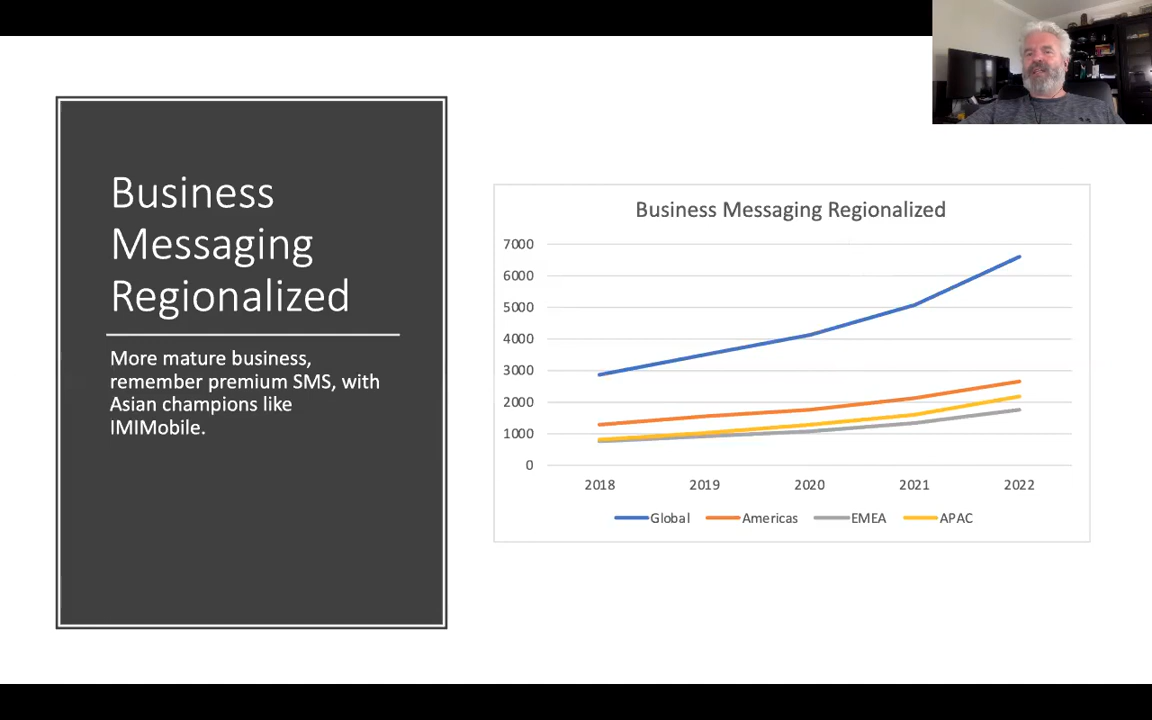 Business
Messaging
Regionalized
More mature business,
remember premium SMS, with
Asian champions like
IMIMobile.
Business Messaging Regionalized
7000
6000
5000
4000
3000
2000
1000
0
2018 2019 2020 2021 2022
Global Americas EMEA APAC